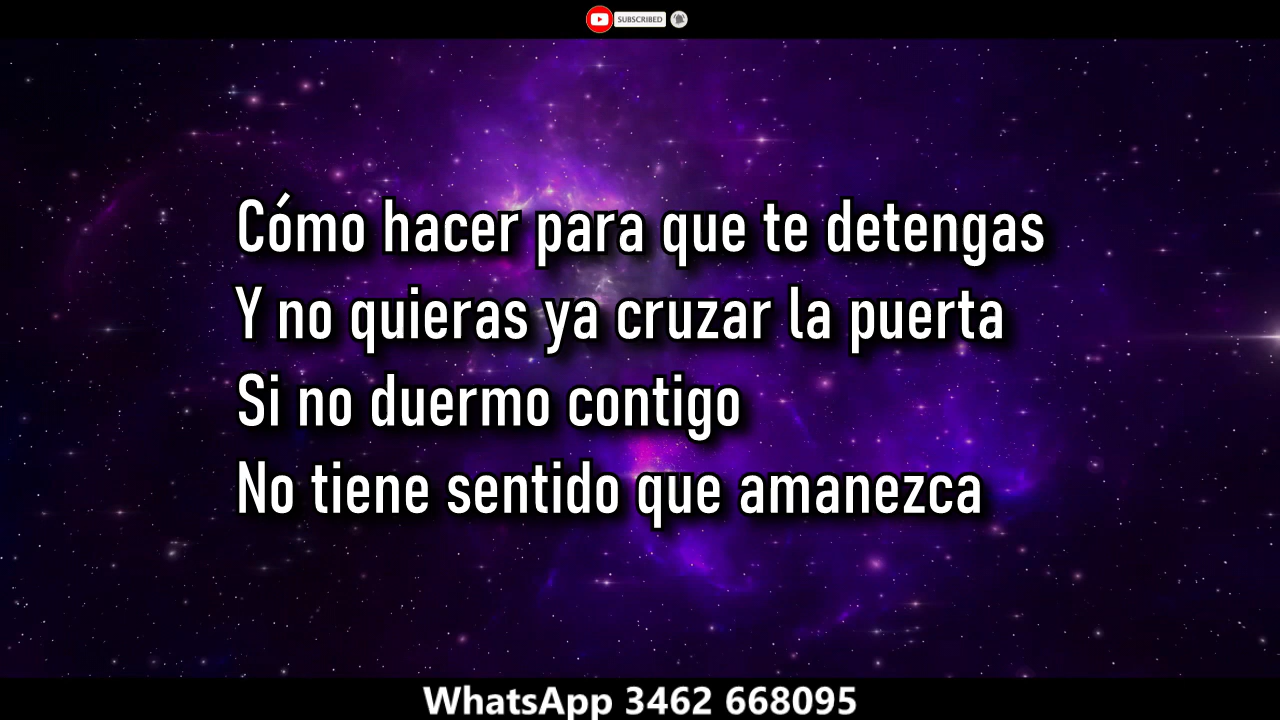 SUBSCRIBED
Cómo hacer para que te detengas
Y no quieras ya cruzar la puerta
Si no duermo contigo
No tiene sentido que amanezca
WhatsApp 3462 668095